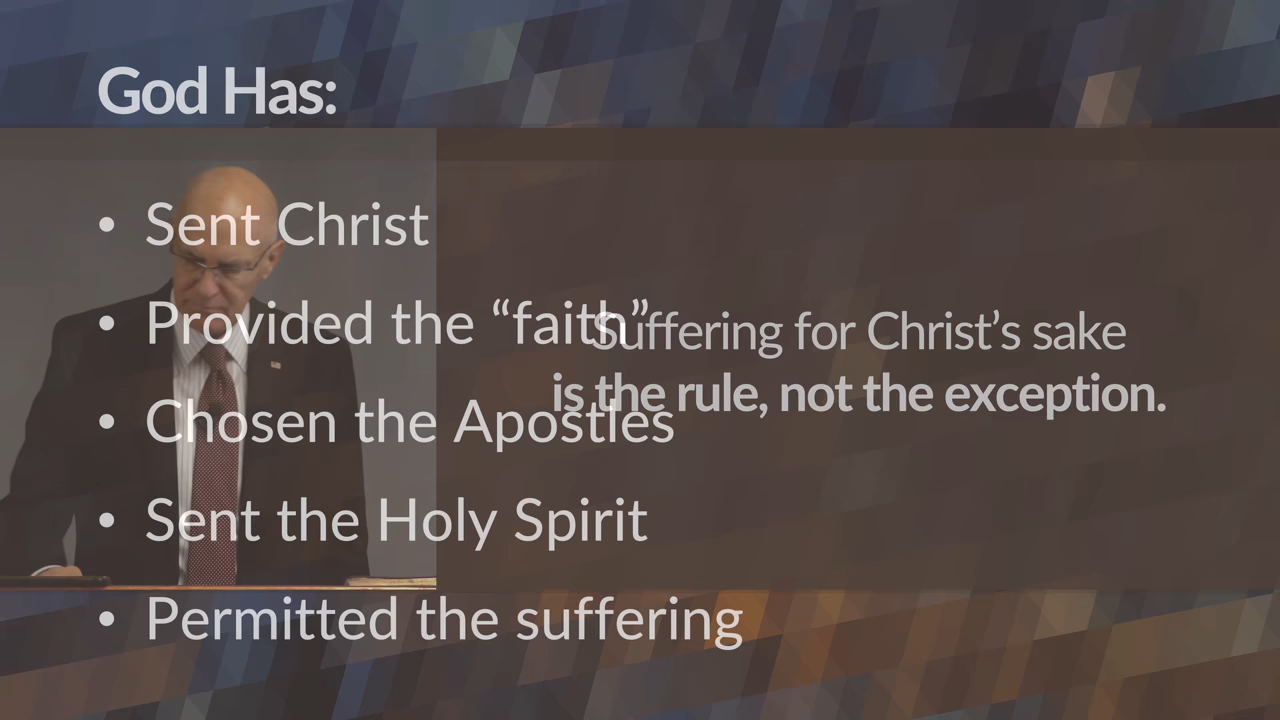 God Has:
• Sent Christ
• Provided the “faith”
• Chosen the Apostles
• Sent the Holy Spirit
• Permitted the suffering
Suffering for Christ’s sake
is the rule, not the exception.